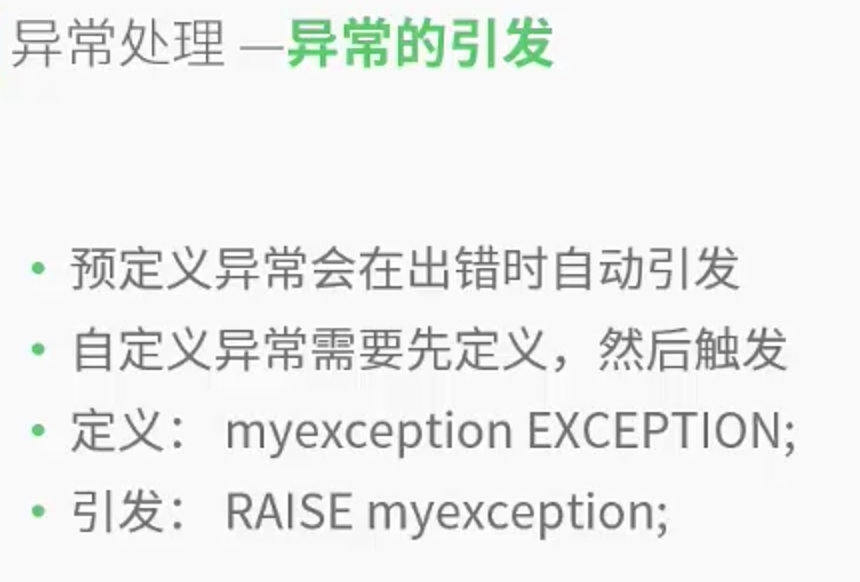 异常处理 —异常的引发
• 预定义异常会在出错时自动引发
• 自定义异常需要先定义，然后触发
• 定义： myexception EXCEPTION;
• 引发： RAISE myexception;